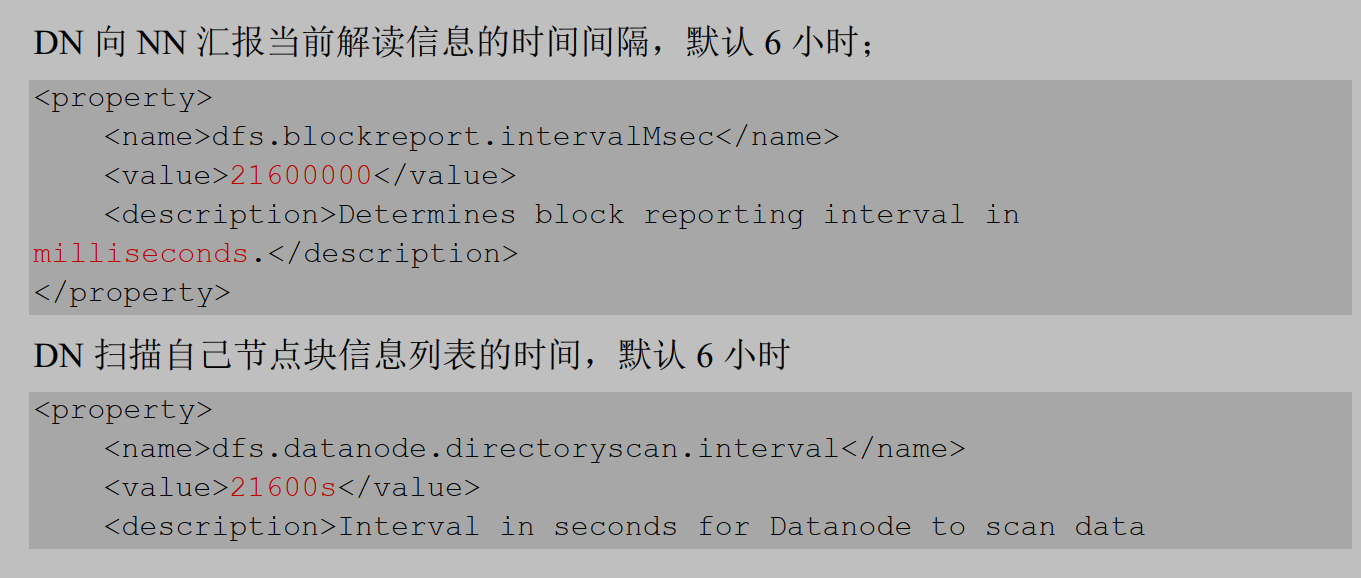 DN 向 NN 汇报当前解读信息的时间间隔，默认 6 小时；
<property>
    <name>dfs.blockreport.intervalMsec</name>
    <value>21600000</value>
    <description>Determines block reporting interval in
milliseconds.</description>
</property>
DN 扫描自己节点块信息列表的时间，默认 6 小时
<property>
    <name>dfs.datanode.directoryscan.interval</name>
    <value>21600s</value>
    <description>Interval in seconds for Datanode to scan data